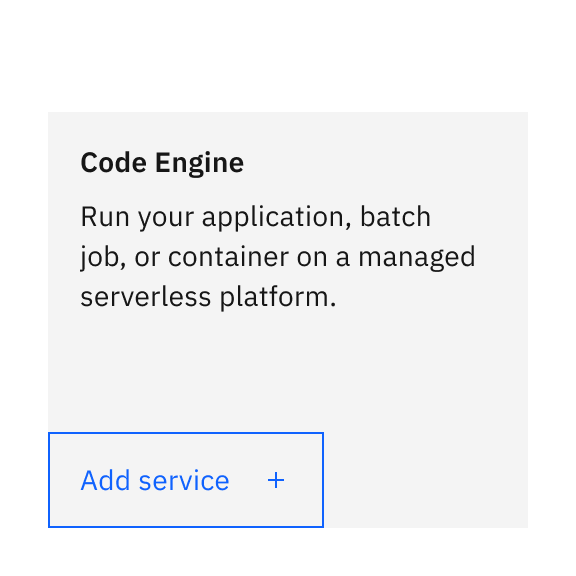 Code Engine
Run your application, batch
job, or container on a managed
serverless platform.
Add service +